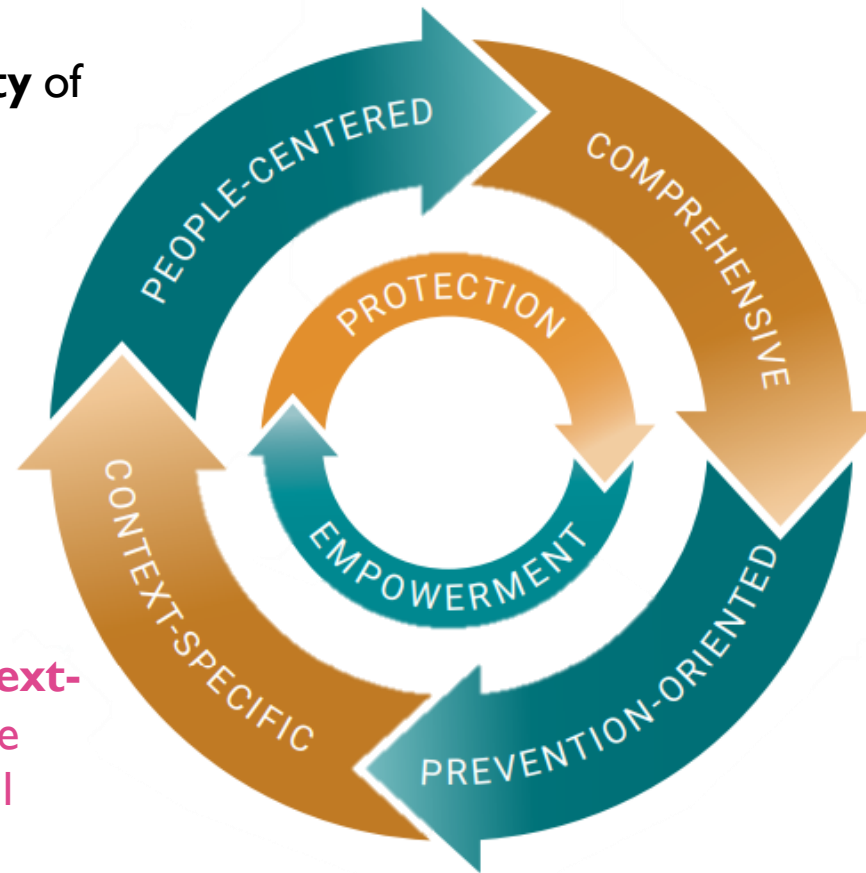 ty of
PEOPLE-CENTERED
COMPREHENSIVE
PROTECTION
EMPOWERMENT
CONTEXT-SPECIFIC
PREVENTION-ORIENTED
ext-
e
l